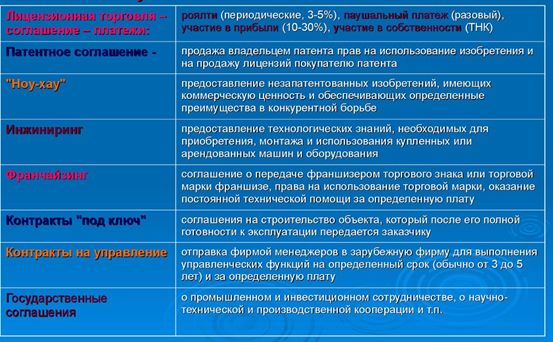 Лицензионная торговля –
соглашение – платежи:
роялти (периодические, 3-5%), паушальный платеж (разовый),
участие в прибыли (10-30%), участие в собственности (ТНК)
Патентное соглашение -
продажа владельцем патента прав на использование изобретения и
на продажу лицензий покупателю патента
"Ноу-хау"
предоставление незапатентованных изобретений, имеющих
коммерческую ценность и обеспечивающих определенные
преимущества в конкурентной борьбе
Инжиниринг
предоставление технологических знаний, необходимых для
приобретения, монтажа и использования купленных или
арендованных машин и оборудования
Франчайзинг
соглашение о передаче франшизером торгового знака или торговой
марки франшизе, права на использование торговой марки, оказание
постоянной технической помощи за определенную плату
Контракты "под ключ"
соглашения на строительство объекта, который после его полной
готовности к эксплуатации передается заказчику
Контракты на управление
отправка фирмой менеджеров в зарубежную фирму для выполнения
управленческих функций на определенный срок (обычно от 3 до 5
лет) и за определенную плату
Государственные
соглашения
о промышленном и инвестиционном сотрудничестве, о научно-
технической и производственной кооперации и т.п.